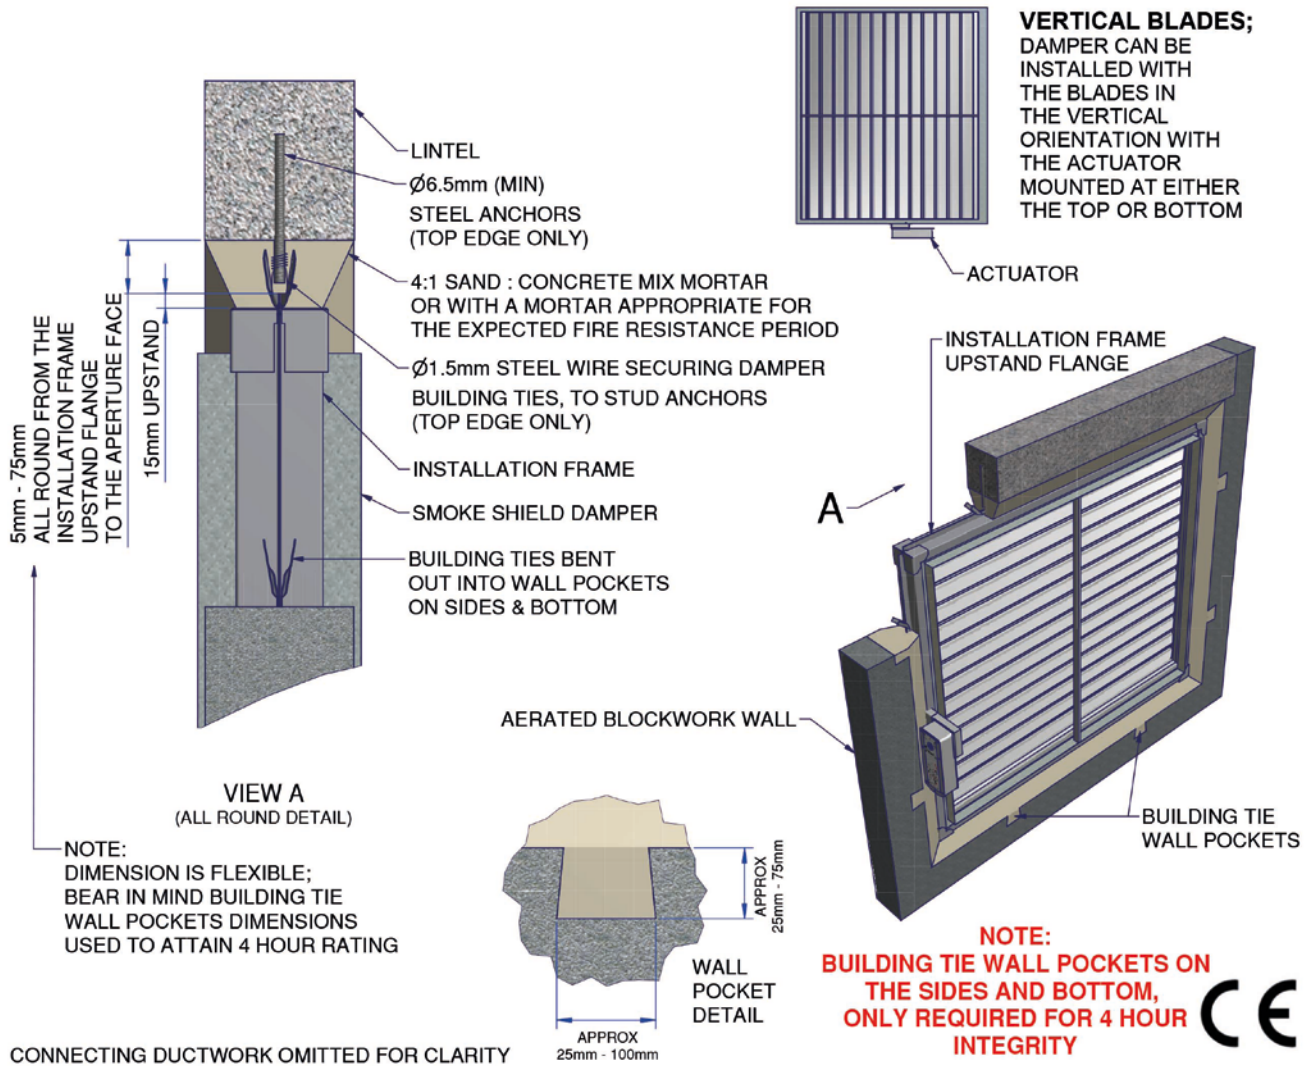 VERTICAL BLADES;
DAMPER CAN BE
INSTALLED WITH
THE BLADES IN
THE VERTICAL
ORIENTATION WITH
THE ACTUATOR
MOUNTED AT EITHER
THE TOP OR BOTTOM
ACTUATOR
LINTEL
Ø6.5mm (MIN)
STEEL ANCHORS
(TOP EDGE ONLY)
4:1 SAND : CONCRETE MIX MORTAR
OR WITH A MORTAR APPROPRIATE FOR
THE EXPECTED FIRE RESISTANCE PERIOD
Ø1.5mm STEEL WIRE SECURING DAMPER
BUILDING TIES, TO STUD ANCHORS
(TOP EDGE ONLY)
INSTALLATION FRAME
SMOKE SHIELD DAMPER
BUILDING TIES BENT
OUT INTO WALL POCKETS
ON SIDES & BOTTOM
5mm - 75mm
ALL ROUND FROM THE
INSTALLATION FRAME
UPSTAND FLANGE
TO THE APERTURE FACE
15mm UPSTAND
VIEW A
(ALL ROUND DETAIL)
NOTE:
DIMENSION IS FLEXIBLE;
BEAR IN MIND BUILDING TIE
WALL POCKETS DIMENSIONS
USED TO ATTAIN 4 HOUR RATING
INSTALLATION FRAME
UPSTAND FLANGE
A
AERATED BLOCKWORK WALL
BUILDING TIE
WALL POCKETS
APPROX
25mm - 75mm
WALL
POCKET
DETAIL
APPROX
25mm - 100mm
NOTE:
BUILDING TIE WALL POCKETS ON
THE SIDES AND BOTTOM,
ONLY REQUIRED FOR 4 HOUR
INTEGRITY
CE
CONNECTING DUCTWORK OMITTED FOR CLARITY